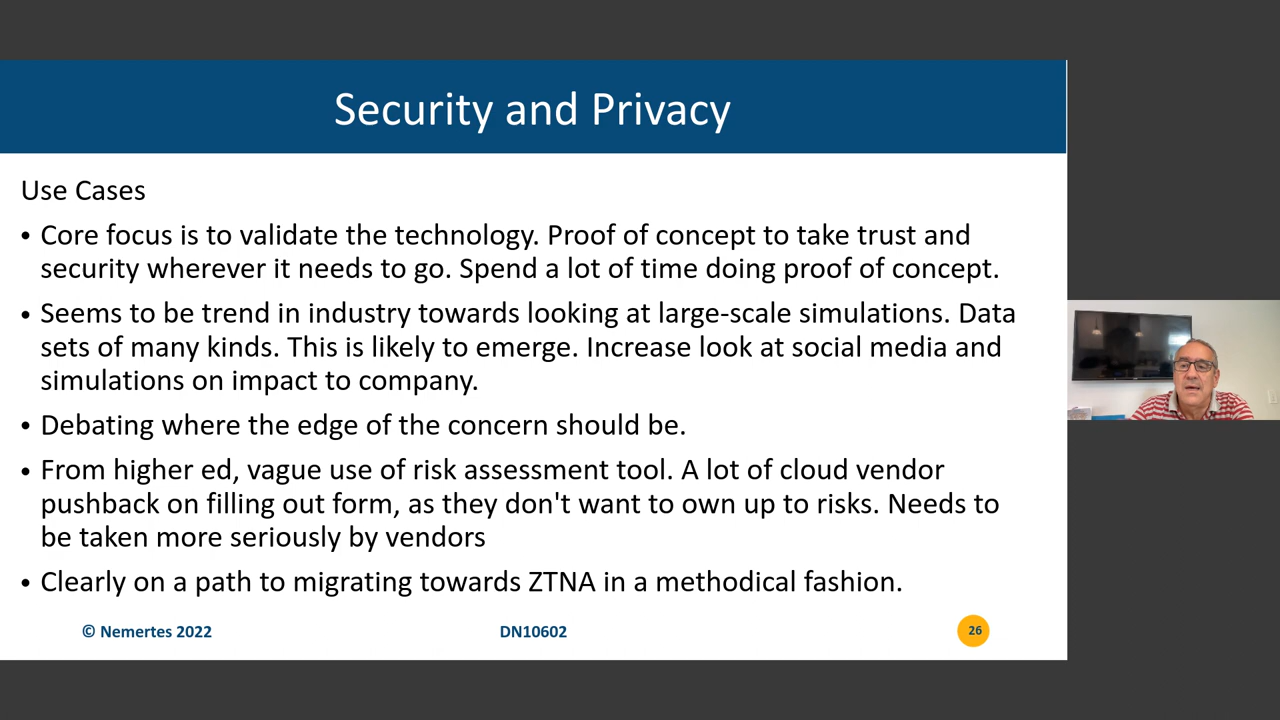 Security and Privacy
Use Cases
• Core focus is to validate the technology. Proof of concept to take trust and
security wherever it needs to go. Spend a lot of time doing proof of concept.
• Seems to be trend in industry towards looking at large-scale simulations. Data
sets of many kinds. This is likely to emerge. Increase look at social media and
simulations on impact to company.
• Debating where the edge of the concern should be.
• From higher ed, vague use of risk assessment tool. A lot of cloud vendor
pushback on filling out form, as they don't want to own up to risks. Needs to
be taken more seriously by vendors
• Clearly on a path to migrating towards ZTNA in a methodical fashion.
© Nemertes 2022
DN10602
26